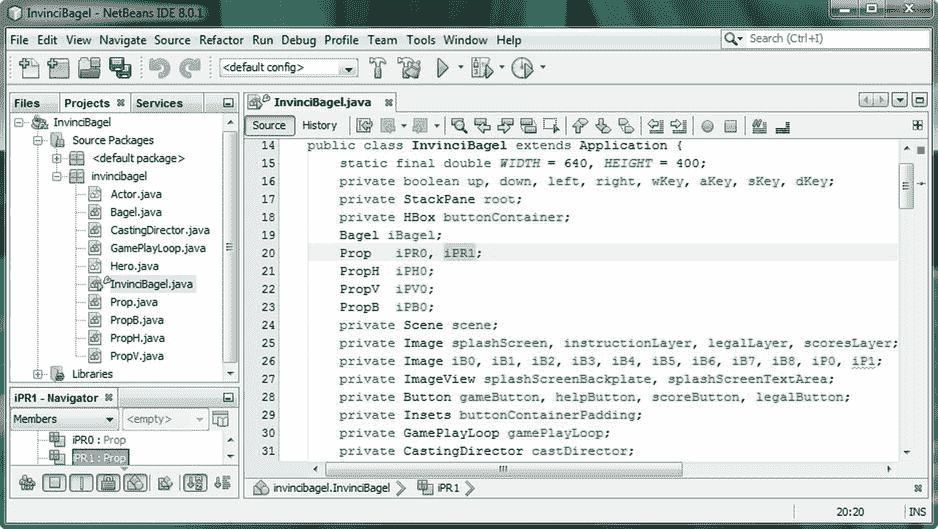 InvinciBagel - NetBeans IDE 8.0.1
File Edit View Navigate Source Refactor Run Debug Profile Team Tools Window Help
Search (Ctrl+I)
<default config>
Files Projects Services
InvinciBagel
Source Packages
<default package>
invincibagel
Actor.java
Bagel.java
CastingDirector.java
GamePlayLoop.java
Hero.java
InvinciBagel.java
Prop.java
PropB.java
PropH.java
PropV.java
Libraries
iPR1 - Navigator
Members <empty>
iPR0 : Prop
iPR1 : Prop
InvinciBagel.java
Source History
14 public class InvinciBagel extends Application {
15 static final double WIDTH = 640, HEIGHT = 400;
16 private boolean up, down, left, right, wKey, aKey, sKey, dKey;
17 private StackPane root;
18 private HBox buttonContainer;
19 Bagel iBagel;
20 Prop iPR0, iPR1;
21 PropH iPH0;
22 PropV iPV0;
23 PropB iPB0;
24 private Scene scene;
25 private Image splashScreen, instructionLayer, legalLayer, scoresLayer;
26 private Image iB0, iB1, iB2, iB3, iB4, iB5, iB6, iB7, iB8, iP0, iP1;
27 private ImageView splashScreenBackplate, splashScreenTextArea;
28 private Button gameButton, helpButton, scoreButton, legalButton;
29 private Insets buttonContainerPadding;
30 private GamePlayLoop gamePlayLoop;
31 private CastingDirector castDirector;
invincibagel.InvinciBagel iPR1
20:20 INS